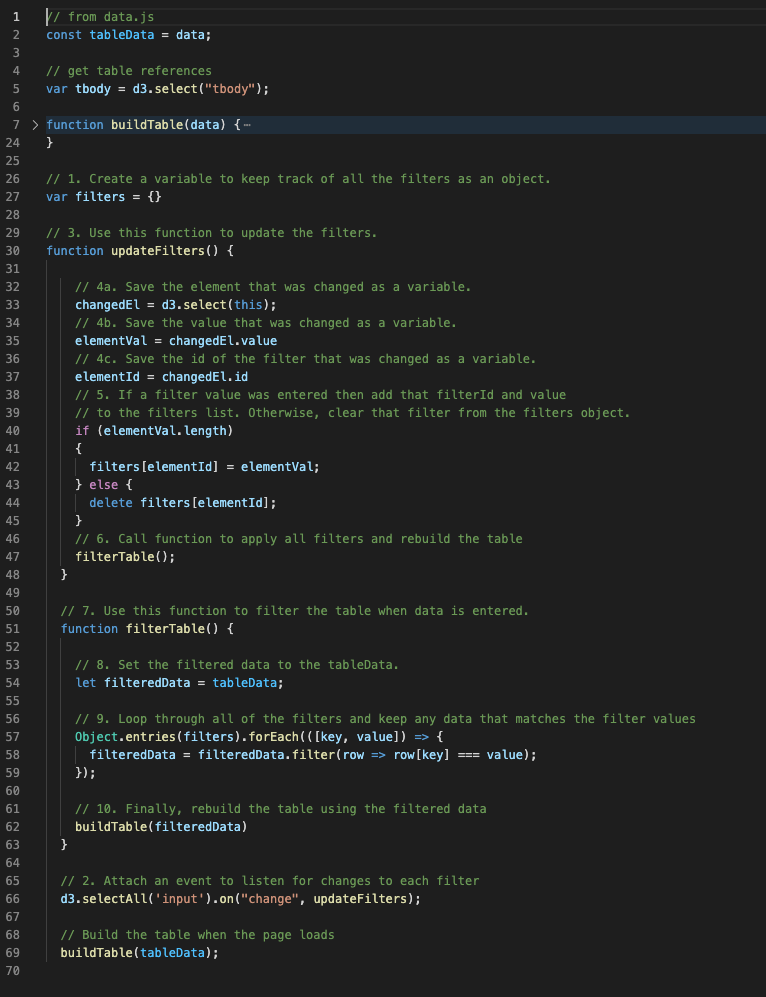 1 // from data.js
2 const tableData = data;
3
4 // get table references
5 var tbody = d3.select("tbody");
6
7 > function buildTable(data) {⋯
24 }
25
26 // 1. Create a variable to keep track of all the filters as an object.
27 var filters = {}
28
29 // 3. Use this function to update the filters.
30 function updateFilters() {
31
32     // 4a. Save the element that was changed as a variable.
33     changedEl = d3.select(this);
34     // 4b. Save the value that was changed as a variable.
35     elementVal = changedEl.value
36     // 4c. Save the id of the filter that was changed as a variable.
37     elementId = changedEl.id
38     // 5. If a filter value was entered then add that filterId and value
39     // to the filters list. Otherwise, clear that filter from the filters object.
40     if (elementVal.length)
41     {
42       filters[elementId] = elementVal;
43     } else {
44       delete filters[elementId];
45     }
46     // 6. Call function to apply all filters and rebuild the table
47     filterTable();
48   }
49
50   // 7. Use this function to filter the table when data is entered.
51   function filterTable() {
52
53     // 8. Set the filtered data to the tableData.
54     let filteredData = tableData;
55
56     // 9. Loop through all of the filters and keep any data that matches the filter values
57     Object.entries(filters).forEach(([key, value]) => {
58       filteredData = filteredData.filter(row => row[key] === value);
59     });
60
61     // 10. Finally, rebuild the table using the filtered data
62     buildTable(filteredData)
63   }
64
65   // 2. Attach an event to listen for changes to each filter
66   d3.selectAll('input').on("change", updateFilters);
67
68   // Build the table when the page loads
69   buildTable(tableData);
70